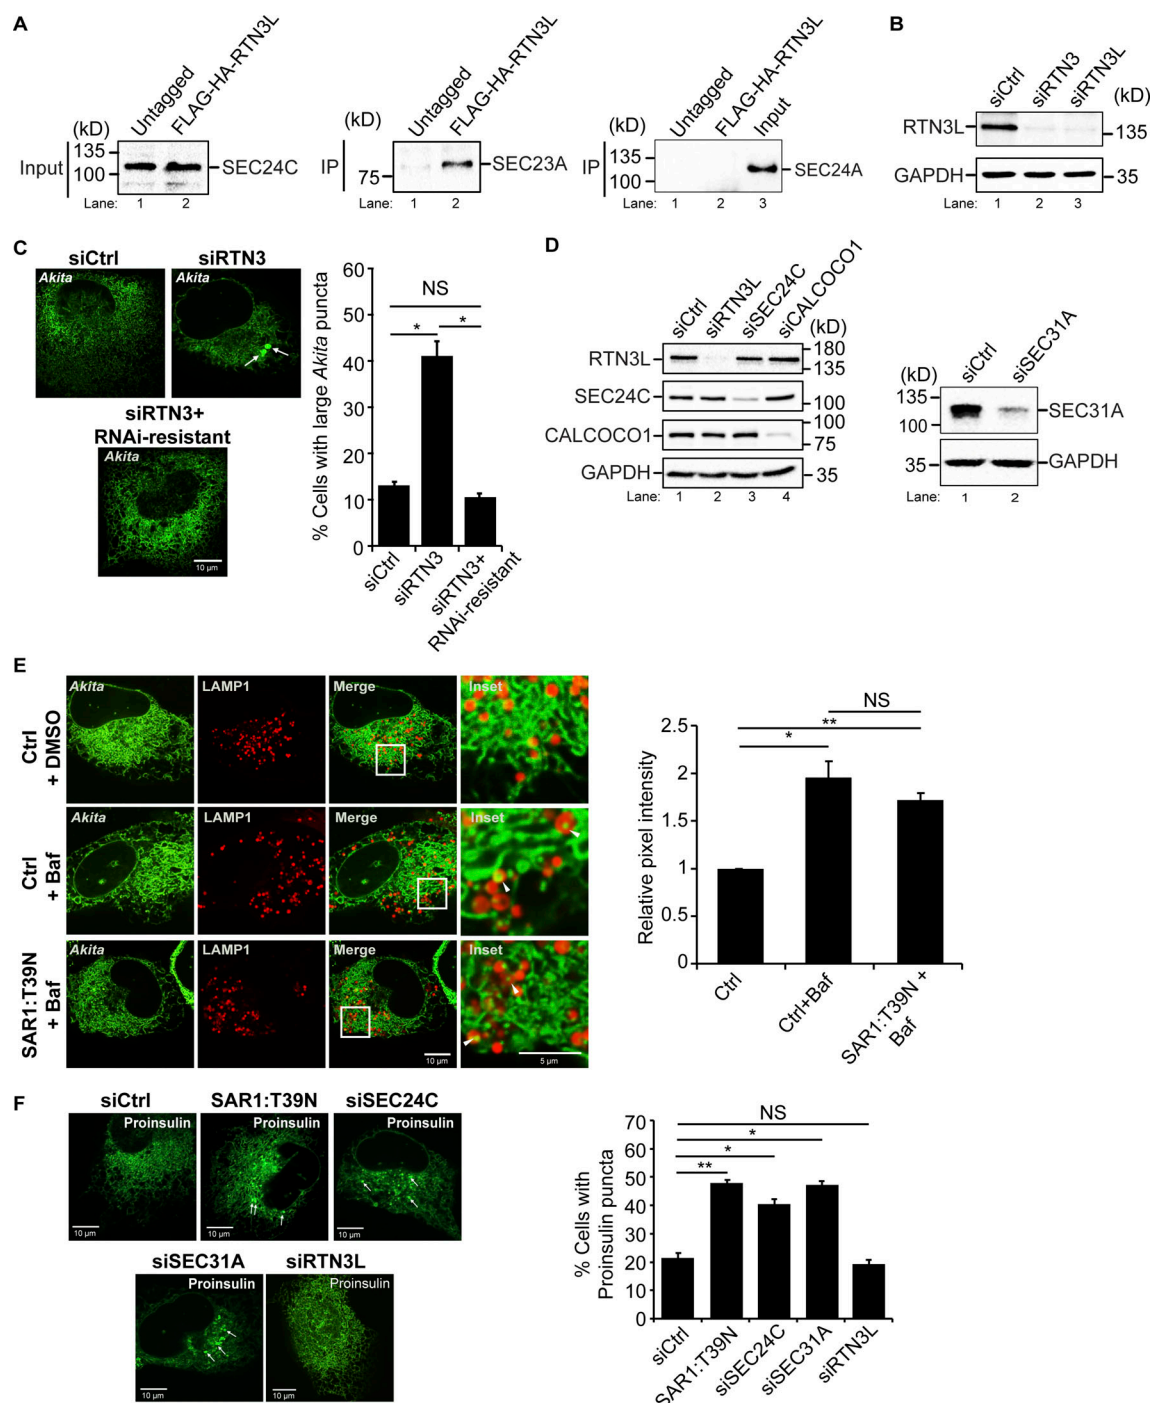 A
Untagged
FLAG-HA-RTN3L
(kD)
Input
135
100
SEC24C
Lane: 1 2
Untagged
FLAG-HA-RTN3L
(kD)
IP
75
SEC23A
Lane: 1 2
Untagged
FLAG-HA-RTN3L
Input
(kD)
IP
135
100
SEC24A
Lane: 1 2 3
B
siCtrl
siRTN3
siRTN3L
(kD)
RTN3L
135
GAPDH
35
Lane: 1 2 3
C
siCtrl
siRTN3
Akita
Akita
siRTN3+
RNAi-resistant
Akita
10 µm
% Cells with large Akita puncta
60
50
40
30
20
10
0
NS
* *
siCtrl
siRTN3
siRTN3+
RNAi-resistant
D
siCtrl
siRTN3L
siSEC24C
siCALCOCO1
(kD)
RTN3L
180
135
SEC24C
100
CALCOCO1
100
75
GAPDH
35
Lane: 1 2 3 4
siCtrl
siSEC31A
(kD)
135
100
SEC31A
35
GAPDH
Lane: 1 2
E
Ctrl
+ DMSO
Akita LAMP1 Merge Inset
Ctrl
+ Baf
Akita LAMP1 Merge Inset
SAR1:T39N
+ Baf
Akita LAMP1 Merge Inset
10 µm
5 µm
Relative pixel intensity
2.5
2
1.5
1
0.5
0
NS
**
*
Ctrl
Ctrl+Baf
SAR1:T39N +
Baf
F
siCtrl
SAR1:T39N
siSEC24C
Proinsulin Proinsulin Proinsulin
10 µm 10 µm 10 µm
siSEC31A
siRTN3L
Proinsulin Proinsulin
10 µm 10 µm
% Cells with
Proinsulin puncta
70
60
50
40
30
20
10
0
NS
*
*
**
siCtrl
SAR1:T39N
siSEC24C
siSEC31A
siRTN3L